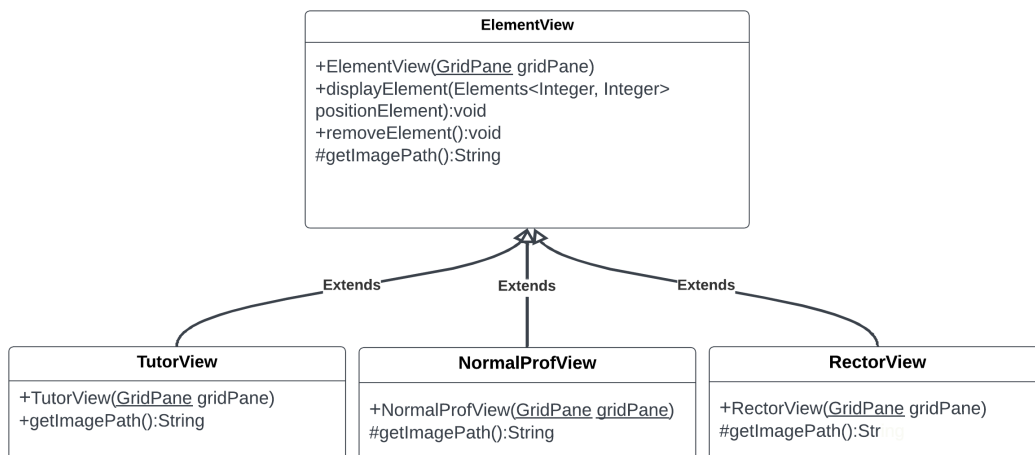 ElementView
+ElementView(GridPane gridPane)
+displayElement(Elements<Integer, Integer>
positionElement):void
+removeElement():void
#getImagePath():String
Extends
Extends
Extends
TutorView
+TutorView(GridPane gridPane)
+getImagePath():String
NormalProfView
+NormalProfView(GridPane gridPane)
#getImagePath():String
RectorView
+RectorView(GridPane gridPane)
#getImagePath():String